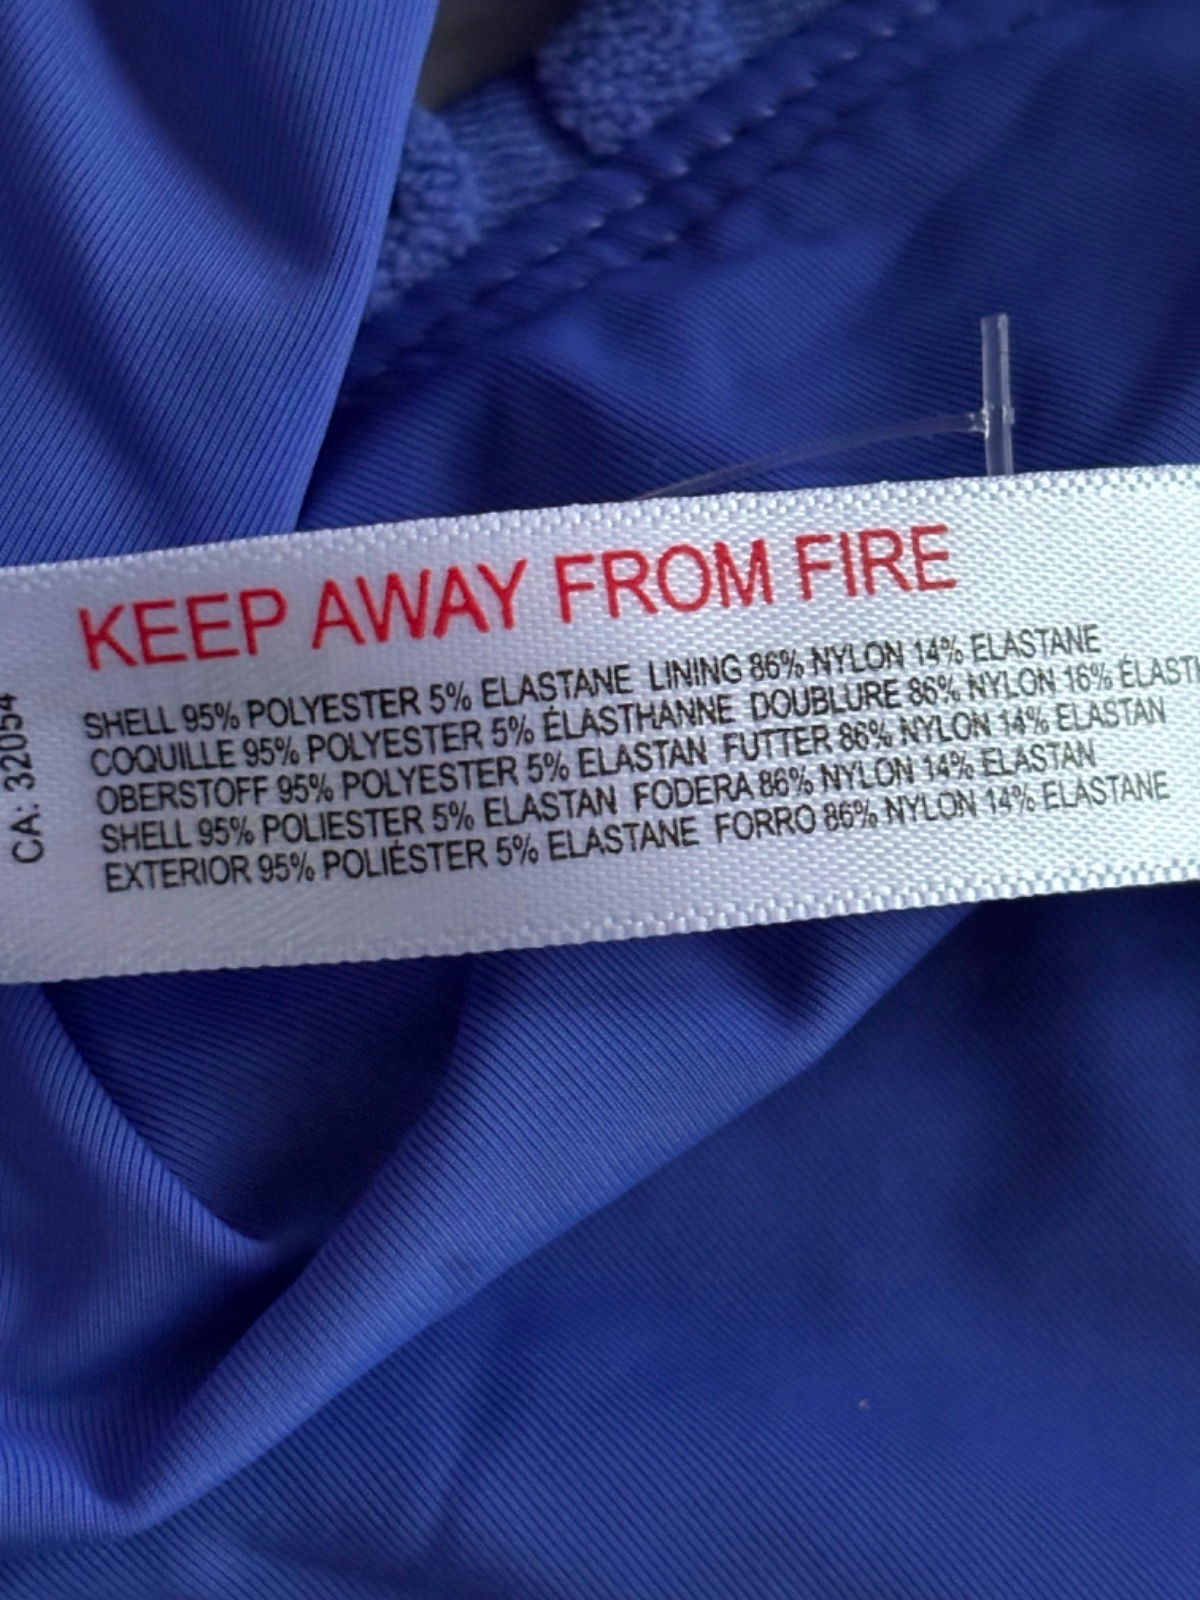 KEEP AWAY FROM FIRE
SHELL 95% POLYESTER 5% ELASTANE LINING 86% NYLON 14% ELASTANE
COQUILLE 95% POLYESTER 5% ÉLASTHANNE DOUBLURE 86% NYLON 16% ÉLASTI
OBERSTOFF 95% POLYESTER 5% ELASTAN FUTTER 86% NYLON 14% ELASTAN
SHELL 95% POLIESTER 5% ELASTAN FODERA 86% NYLON 14% ELASTAN
EXTERIOR 95% POLIÉSTER 5% ELASTANE FORRO 86% NYLON 14% ELASTANE
CA: 32054